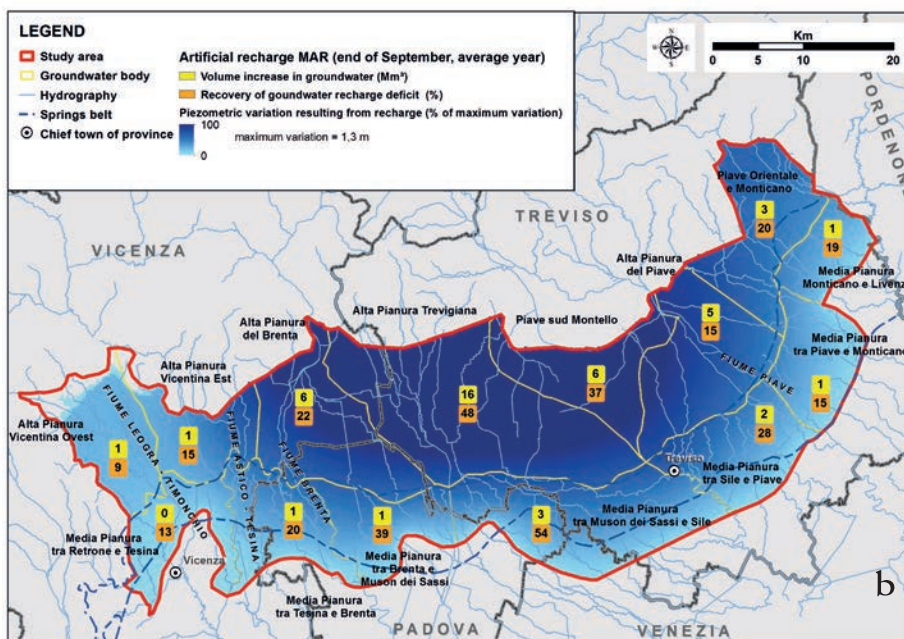 LEGEND
Study area
Groundwater body
Hydrography
Springs belt
Chief town of province
Artificial recharge MAR (end of September, average year)
Volume increase in groundwater (Mm³)
Recovery of goundwater recharge deficit (%)
Piezometric variation resulting from recharge (% of maximum variation)
100
0
maximum variation = 1,3 m
N
Km
0 5 10 20
PORDENONE
TREVISO
VICENZA
Piave Orientale
e Monticano
3
20
1
19
Media Pianura
Monticano e Livenza
Alta Pianura
del Piave
5
15
Alta Pianura Trevigiana
Piave sud Montello
Alta Pianura
del Brenta
Media Pianura
tra Piave e Monticano
Alta Pianura
Vicentina Est
FIUME PIAVE
6
22
16
48
6
37
1
15
Alta Pianura
Vicentina Ovest
FIUME LEOGRA TIMONCHIO
FIUME ASTICO - TESINA
FIUME BRENTA
1
9
1
15
2
28
Treviso
Media Pianura
tra Sile e Piave
0
13
1
20
1
39
3
54
Media Pianura
tra Muson dei Sassi e Sile
Media Pianura
tra Retrone e Tesina
Vicenza
Media Pianura
tra Brenta e
Muson dei Sassi
Media Pianura
tra Tesina e Brenta
PADOVA
VENEZIA
b